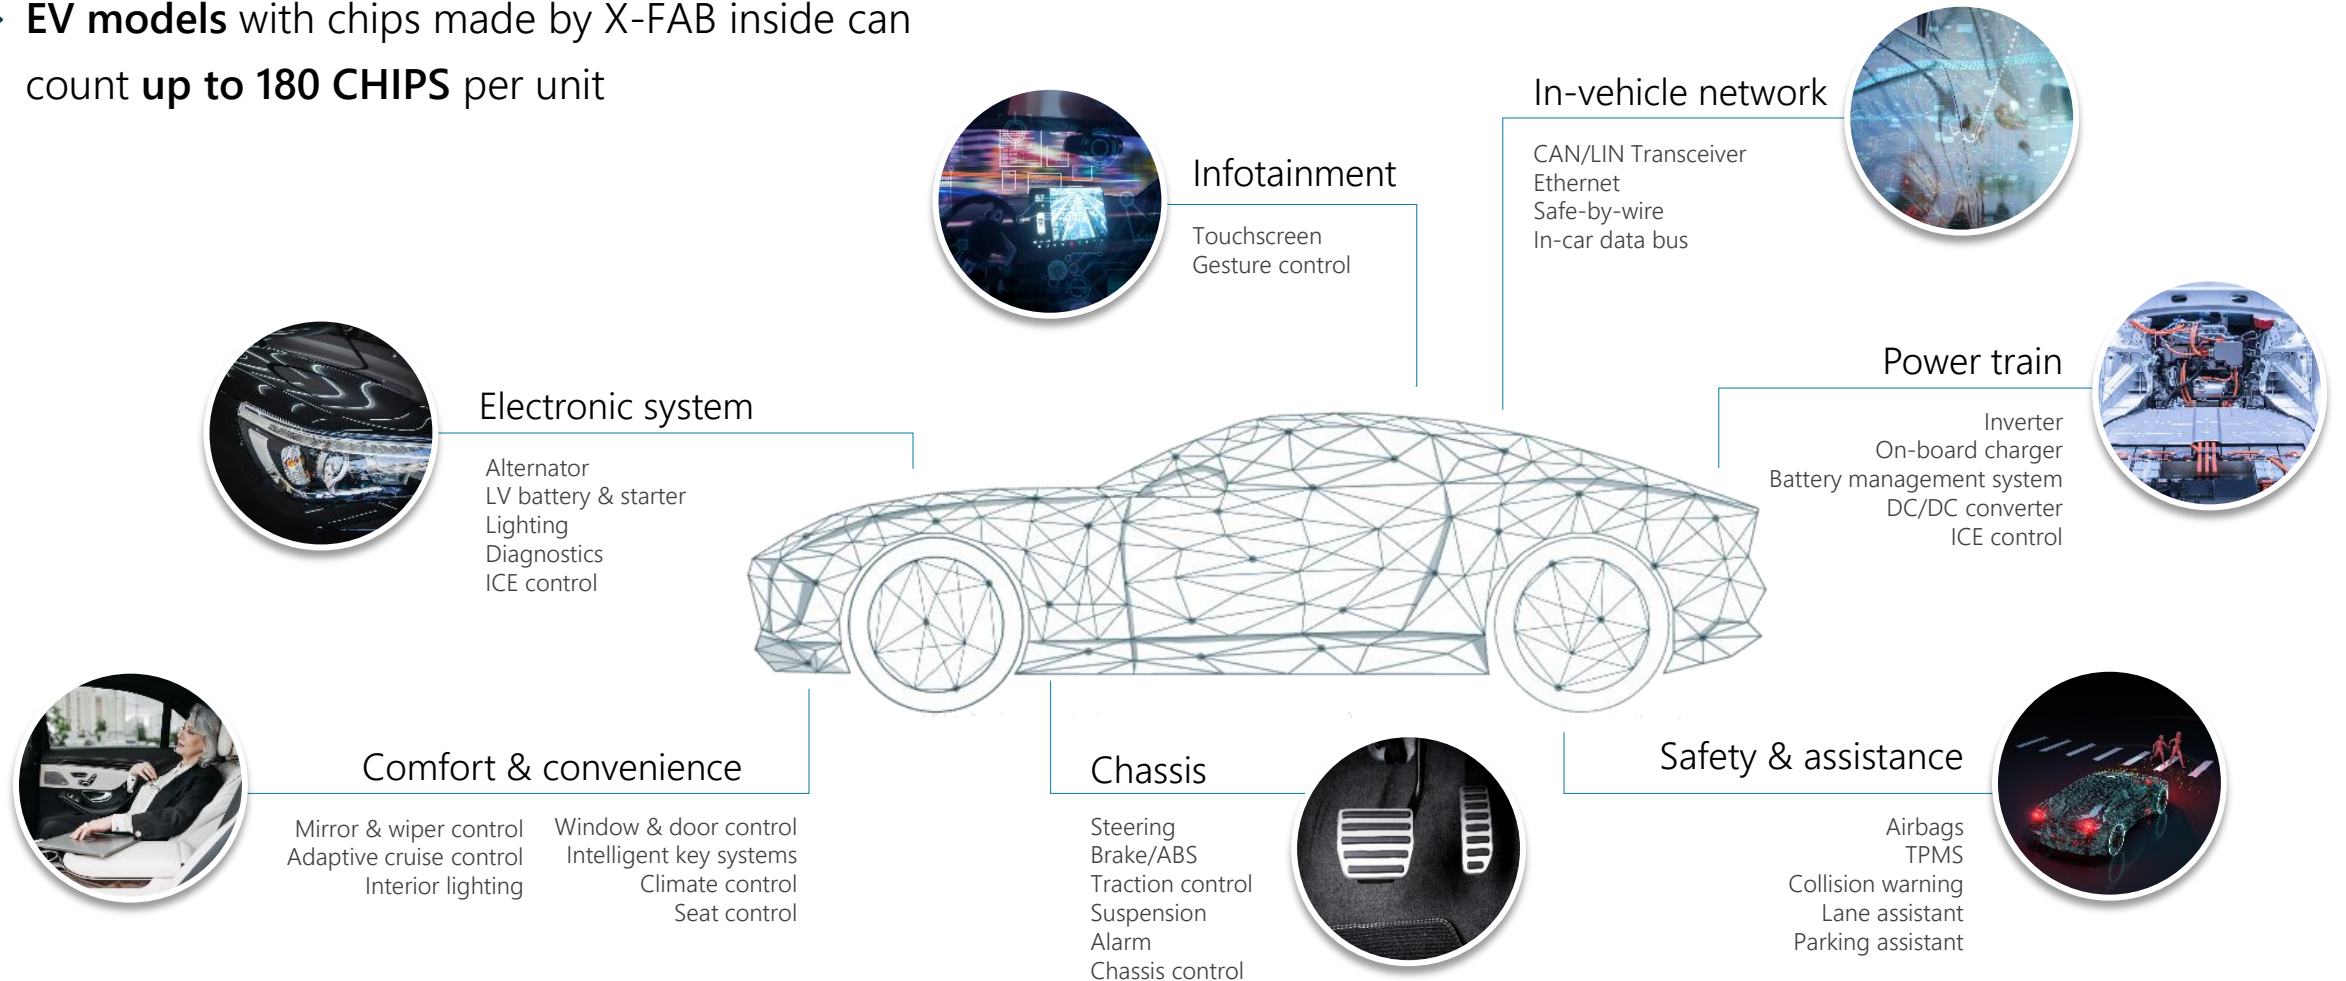 EV models with chips made by X-FAB inside can
count up to 180 CHIPS per unit
In-vehicle network
CAN/LIN Transceiver
Ethernet
Safe-by-wire
In-car data bus
Infotainment
Touchscreen
Gesture control
Power train
Inverter
On-board charger
Battery management system
DC/DC converter
ICE control
Electronic system
Alternator
LV battery & starter
Lighting
Diagnostics
ICE control
Comfort & convenience
Mirror & wiper control
Adaptive cruise control
Interior lighting
Window & door control
Intelligent key systems
Climate control
Seat control
Chassis
Steering
Brake/ABS
Traction control
Suspension
Alarm
Chassis control
Safety & assistance
Airbags
TPMS
Collision warning
Lane assistant
Parking assistant